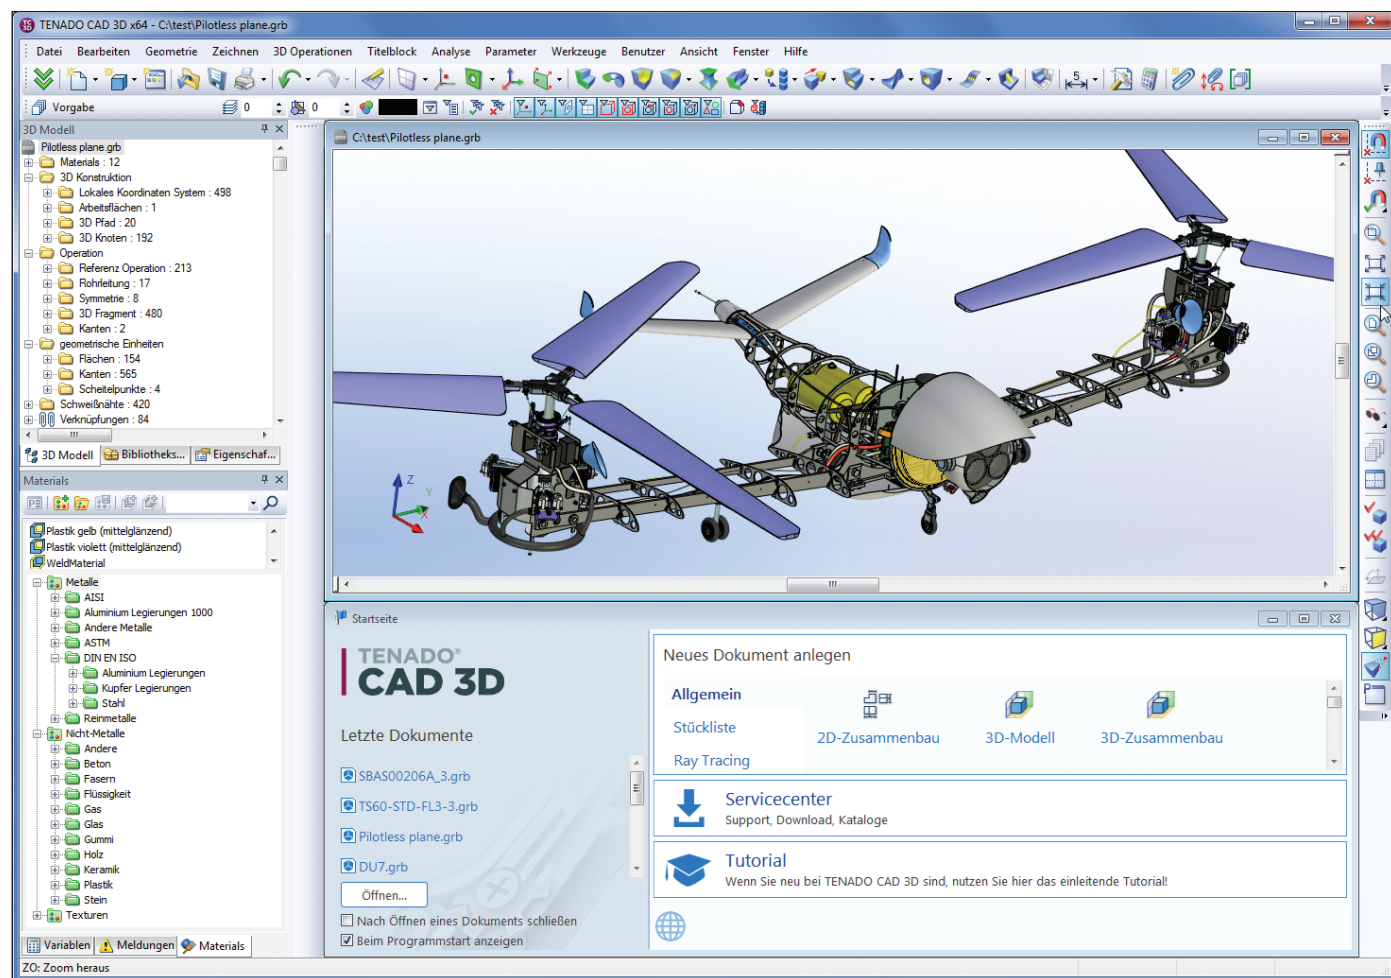 TENADO CAD 3D x64 - C:\test\Pilotless plane.grb
Datei Bearbeiten Geometrie Zeichnen 3D Operationen Titelblock Analyse Parameter Werkzeuge Benutzer Ansicht Fenster Hilfe
5
Vorgabe 0 0
3D Modell
Pilotless plane.grb
Materials : 12
3D Konstruktion
Lokales Koordinaten System : 498
Arbeitsflächen : 1
3D Pfad : 20
3D Knoten : 192
Operation
Referenz Operation : 213
Rohrleitung : 17
Symmetrie : 8
3D Fragment : 480
Kanten : 2
geometrische Einheiten
Flächen : 154
Kanten : 565
Scheitelpunkte : 4
Schweißnähte : 420
Verknüpfungen : 84
3D Modell Bibliotheks... Eigenschaf...
Materials
Plastik gelb (mittelglänzend)
Plastik violett (mittelglänzend)
WeldMaterial
Metalle
AISI
Aluminium Legierungen 1000
Andere Metalle
ASTM
DIN EN ISO
Aluminium Legierungen
Kupfer Legierungen
Stahl
Reinmetalle
Nicht-Metalle
Andere
Beton
Fasern
Flüssigkeit
Gas
Glas
Gummi
Holz
Keramik
Plastik
Stein
Texturen
Variablen Meldungen Materials
ZO: Zoom heraus
C:\test\Pilotless plane.grb
Z
Y
X
Startseite
TENADO®
CAD 3D
Letzte Dokumente
SBAS00206A_3.grb
TS60-STD-FL3-3.grb
Pilotless plane.grb
DU7.grb
Öffnen...
Nach Öffnen eines Dokuments schließen
Beim Programmstart anzeigen
Neues Dokument anlegen
Allgemein
Stückliste
Ray Tracing
2D-Zusammenbau 3D-Modell 3D-Zusammenbau
Servicecenter
Support, Download, Kataloge
Tutorial
Wenn Sie neu bei TENADO CAD 3D sind, nutzen Sie hier das einleitende Tutorial!